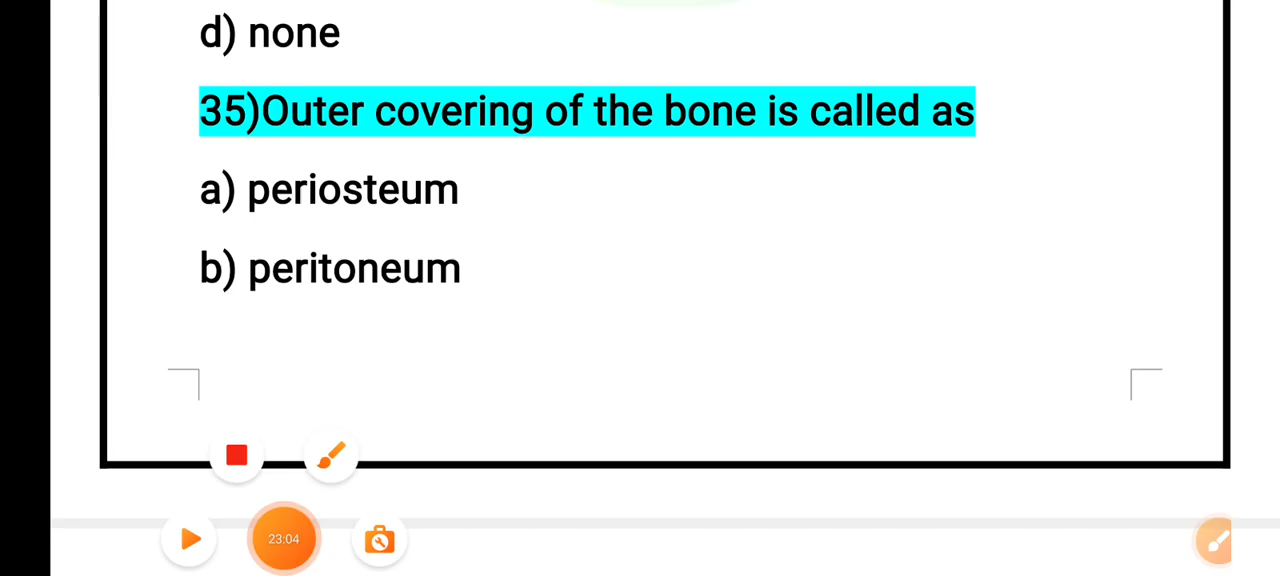 d) none
35)Outer covering of the bone is called as
a) periosteum
b) peritoneum
23:04